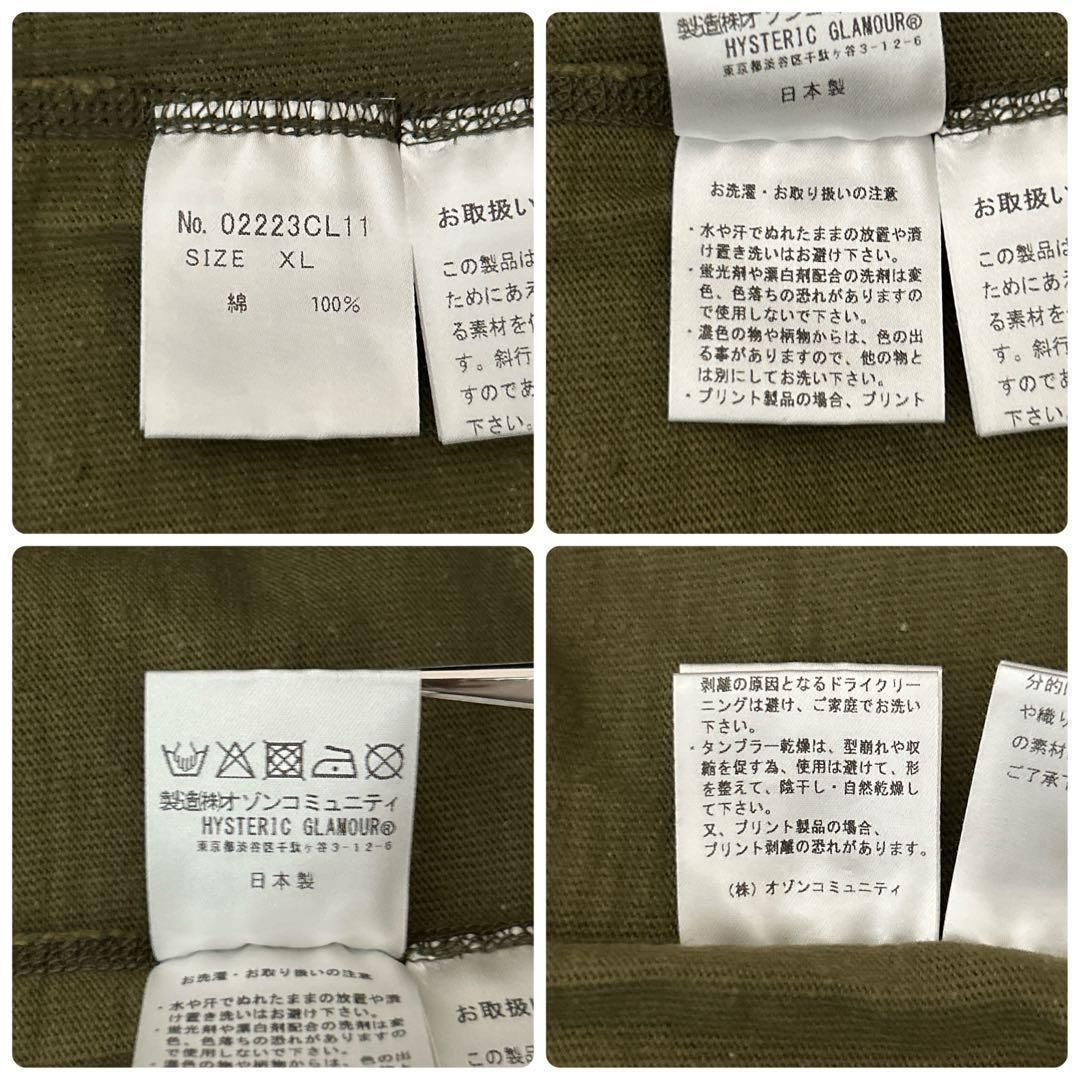 No. 02223CL11
SIZE XL
綿 100%
お取扱い
この製品は
ためにあえ
る素材を使
す。斜行
すのであ
下さい。
製造㈱オゾンコミュニティ
HYSTERIC GLAMOUR®
東京都渋谷区千駄ヶ谷3-12-6
日本製
お洗濯・お取り扱いの注意
・水や汗でぬれたままの放置や漬
け置き洗いはお避け下さい。
・蛍光剤や漂白剤配合の洗剤は変
色、色落ちの恐れがありますの
で使用しないで下さい。
・濃色の物や柄物からは、色の出
る事がありますので、他の物と
は別にしてお洗い下さい。
・プリント製品の場合、プリント
お取扱い
この製品は
ためにあえ
る素材を
す。斜行
すのであ
下さい。
製造㈱オゾンコミュニティ
HYSTERIC GLAMOUR®
東京都渋谷区千駄ヶ谷3-12-6
日本製
お洗濯・お取り扱いの注意
・水や汗でぬれたままの放置や漬
け置き洗いはお避け下さい。
・蛍光剤や漂白剤配合の洗剤は変
色、色落ちの恐れがありますの
で使用しないで下さい。
・濃色の物や柄物からは、色の出
お取扱い
この製品
剥離の原因となるドライクリー
ニングは避け、ご家庭でお洗い
下さい。
・タンブラー乾燥は、型崩れや収
縮を促す為、使用は避けて、形
を整えて、陰干し・自然乾燥し
て下さい。
又、プリント製品の場合、
プリント剥離の恐れがあります。
(株)オゾンコミュニティ
分的に
や織り
の素材
ご了承下